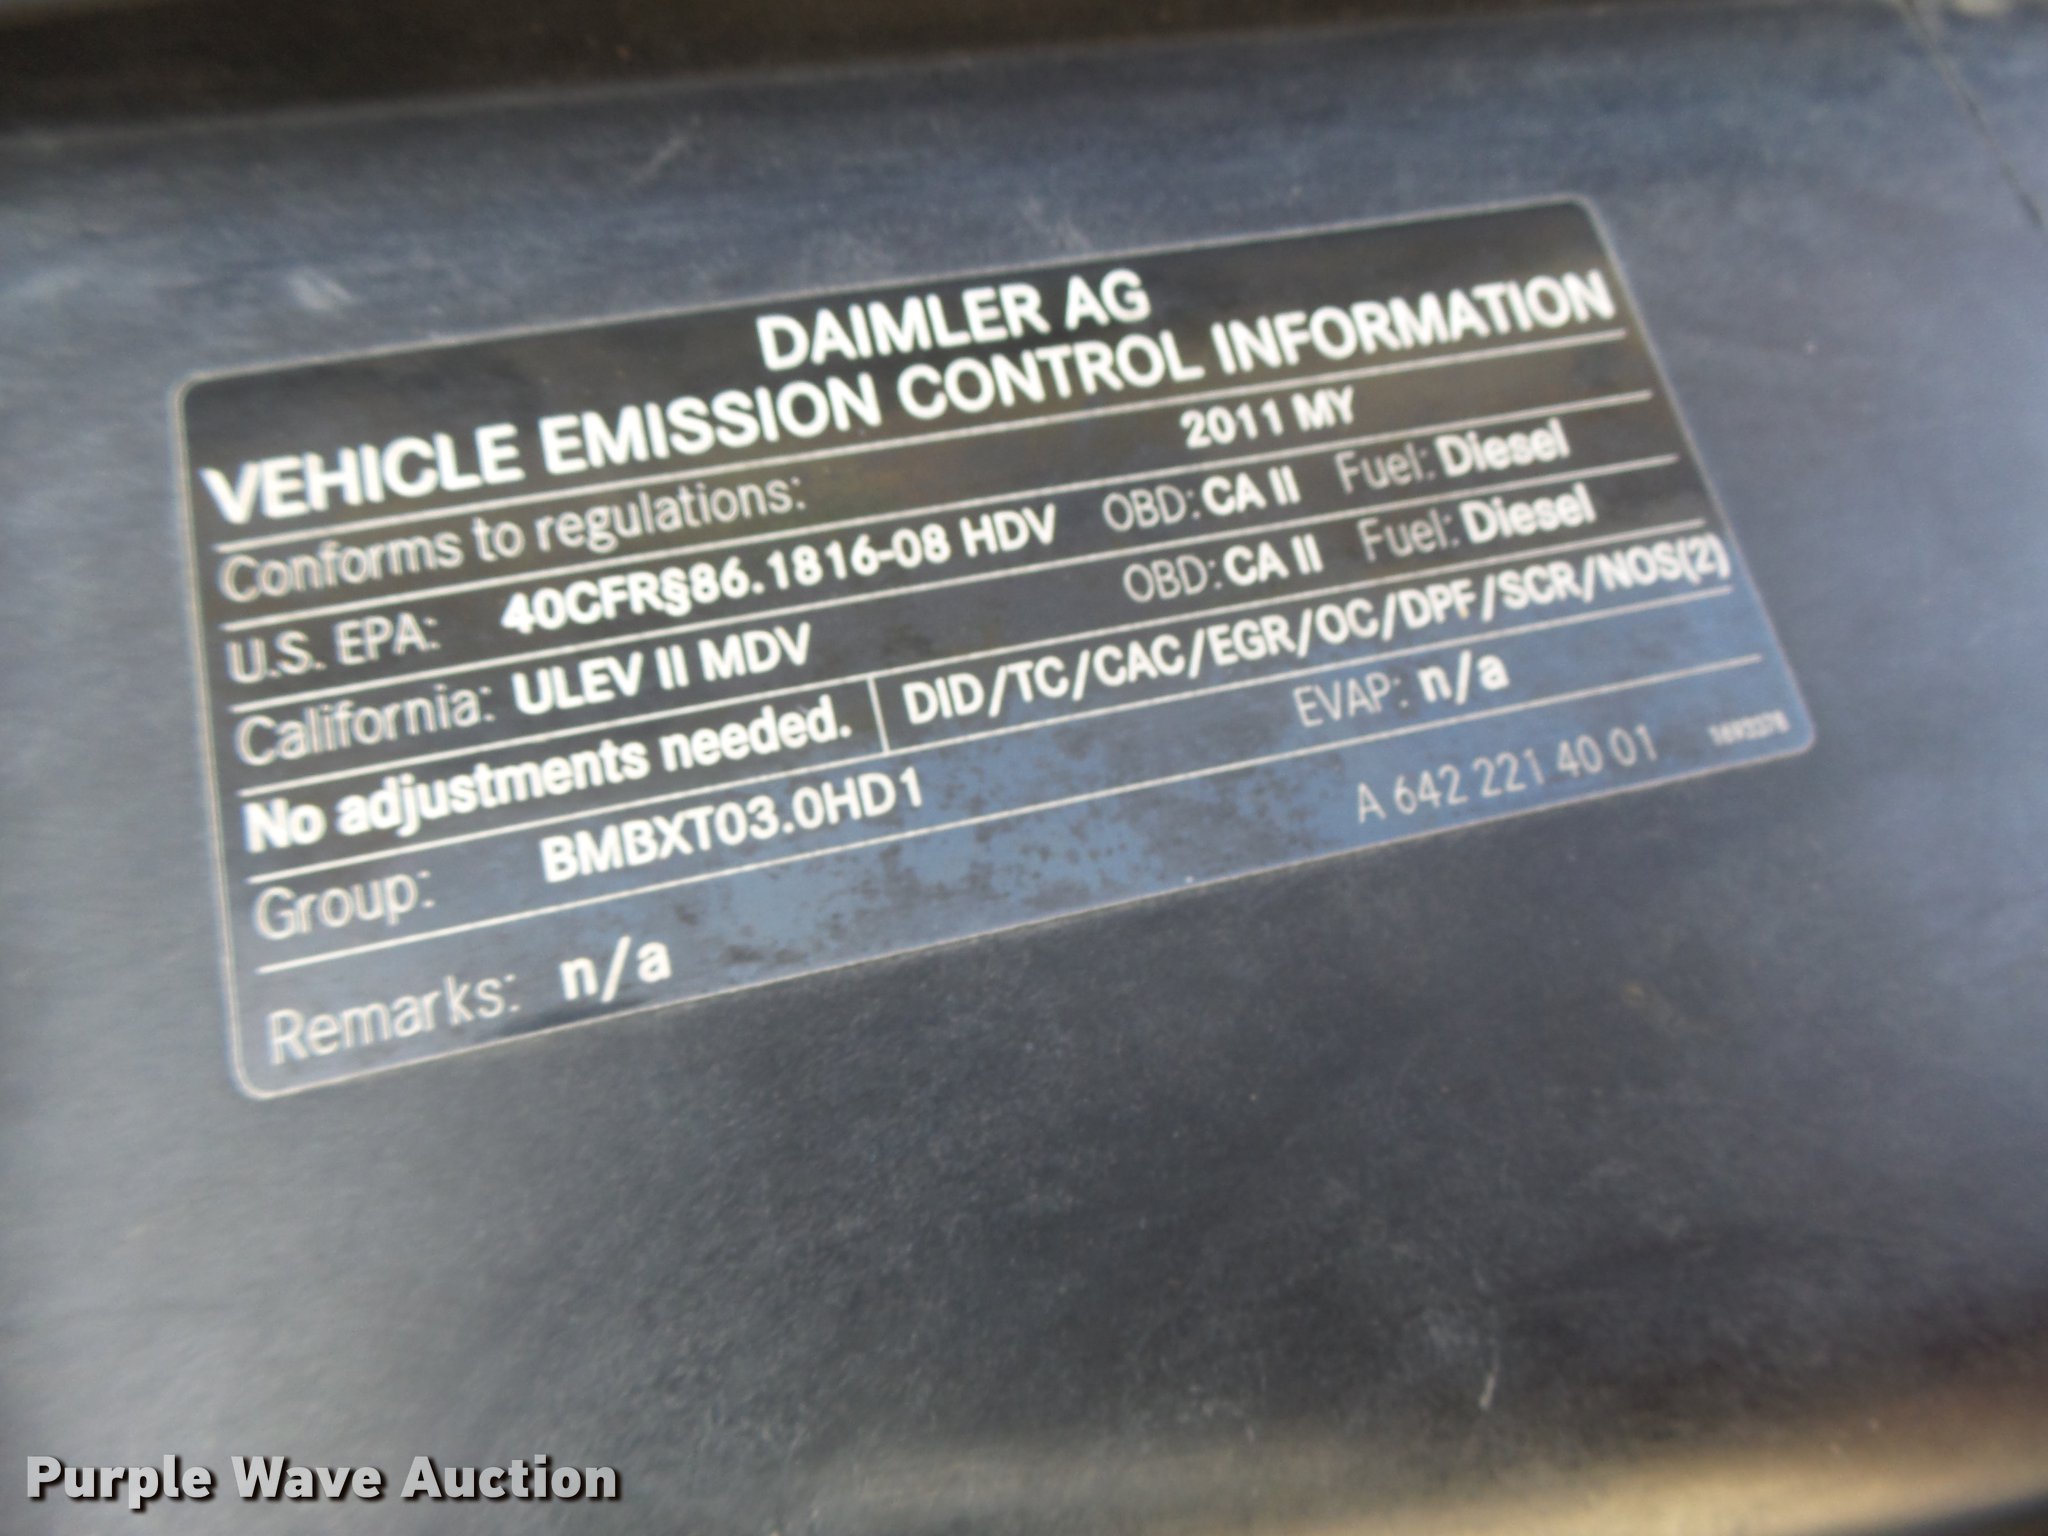 DAIMLER AG
VEHICLE EMISSION CONTROL INFORMATION
Conforms to regulations: 2011 MY
U.S. EPA: 40CFR§86.1816-08 HDV OBD: CA II Fuel: Diesel
California: ULEV II MDV OBD: CA II Fuel: Diesel
No adjustments needed. DID/TC/CAC/EGR/OC/DPF/SCR/NOS(2)
Group: BMBXT03.0HD1 EVAP: n/a
Remarks: n/a A 642 221 40 01
Purple Wave Auction